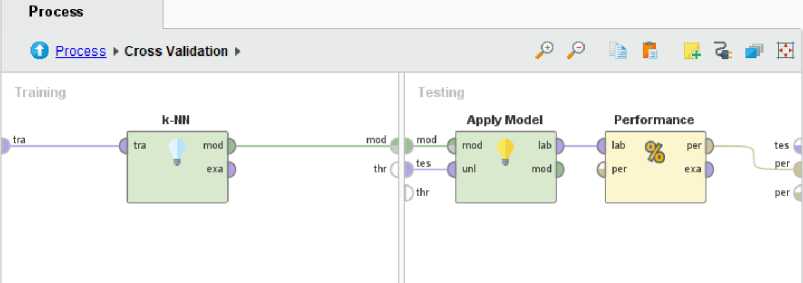 Process
Process Cross Validation
Training
k-NN
tra
tra
mod
exa
mod
thr
Testing
Apply Model
mod
tes
thr
mod
unl
lab
mod
Performance
lab
per
per
exa
tes
per
per
%